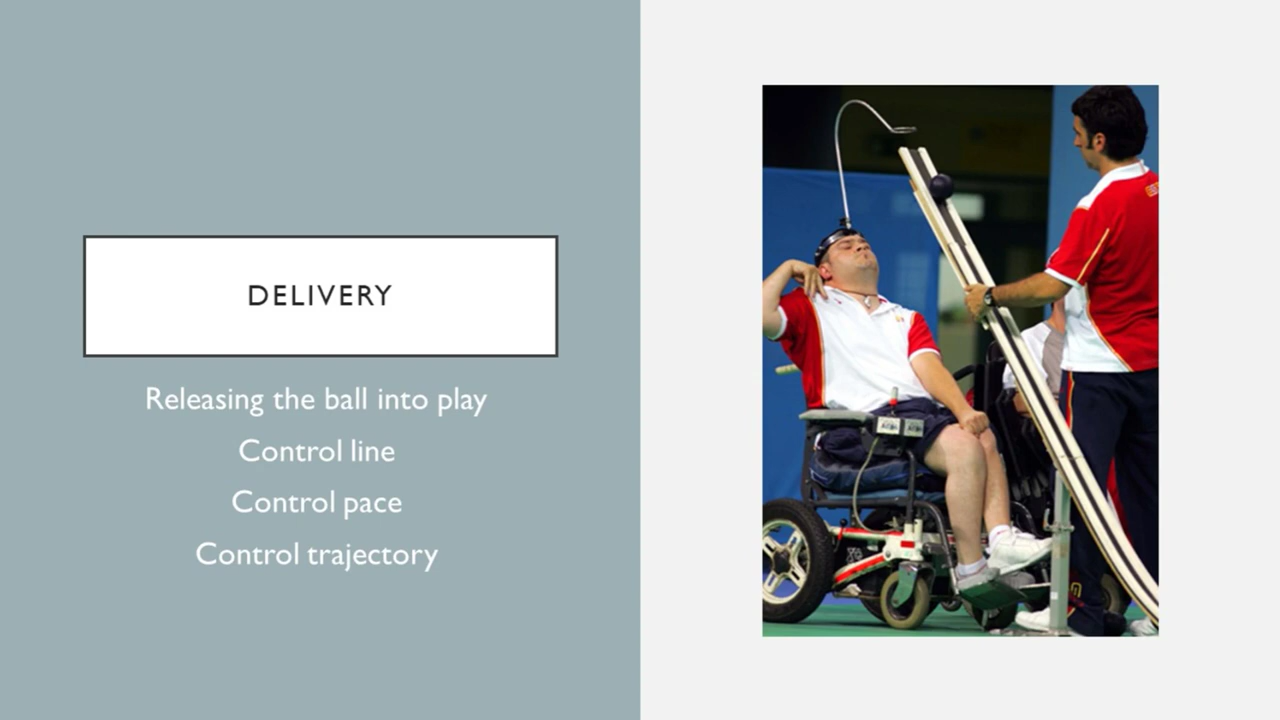 DELIVERY
Releasing the ball into play
Control line
Control pace
Control trajectory